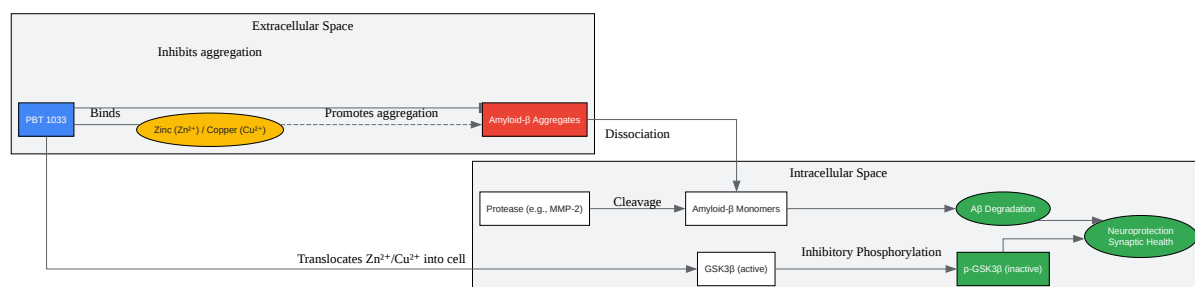 Extracellular Space
Inhibits aggregation
PBT 1033
Binds
Zinc (Zn²⁺) / Copper (Cu²⁺)
Promotes aggregation
Amyloid-β Aggregates
Dissociation
Intracellular Space
Protease (e.g., MMP-2)
Cleavage
Amyloid-β Monomers
Aβ Degradation
Neuroprotection
Synaptic Health
Translocates Zn²⁺/Cu²⁺ into cell
GSK3β (active)
Inhibitory Phosphorylation
p-GSK3β (inactive)